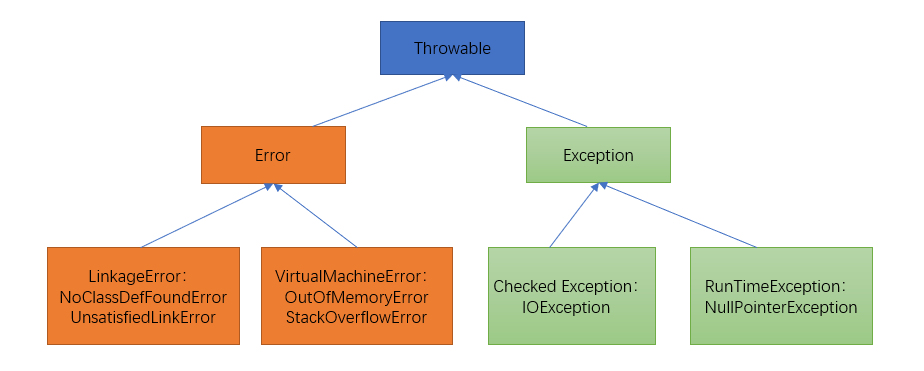 Throwable
Error
Exception
LinkageError：
NoClassDefFoundError
UnsatisfiedLinkError
VirtualMachineError：
OutOfMemoryError
StackOverflowError
Checked Exception：
IOException
RunTimeException：
NullPointerException